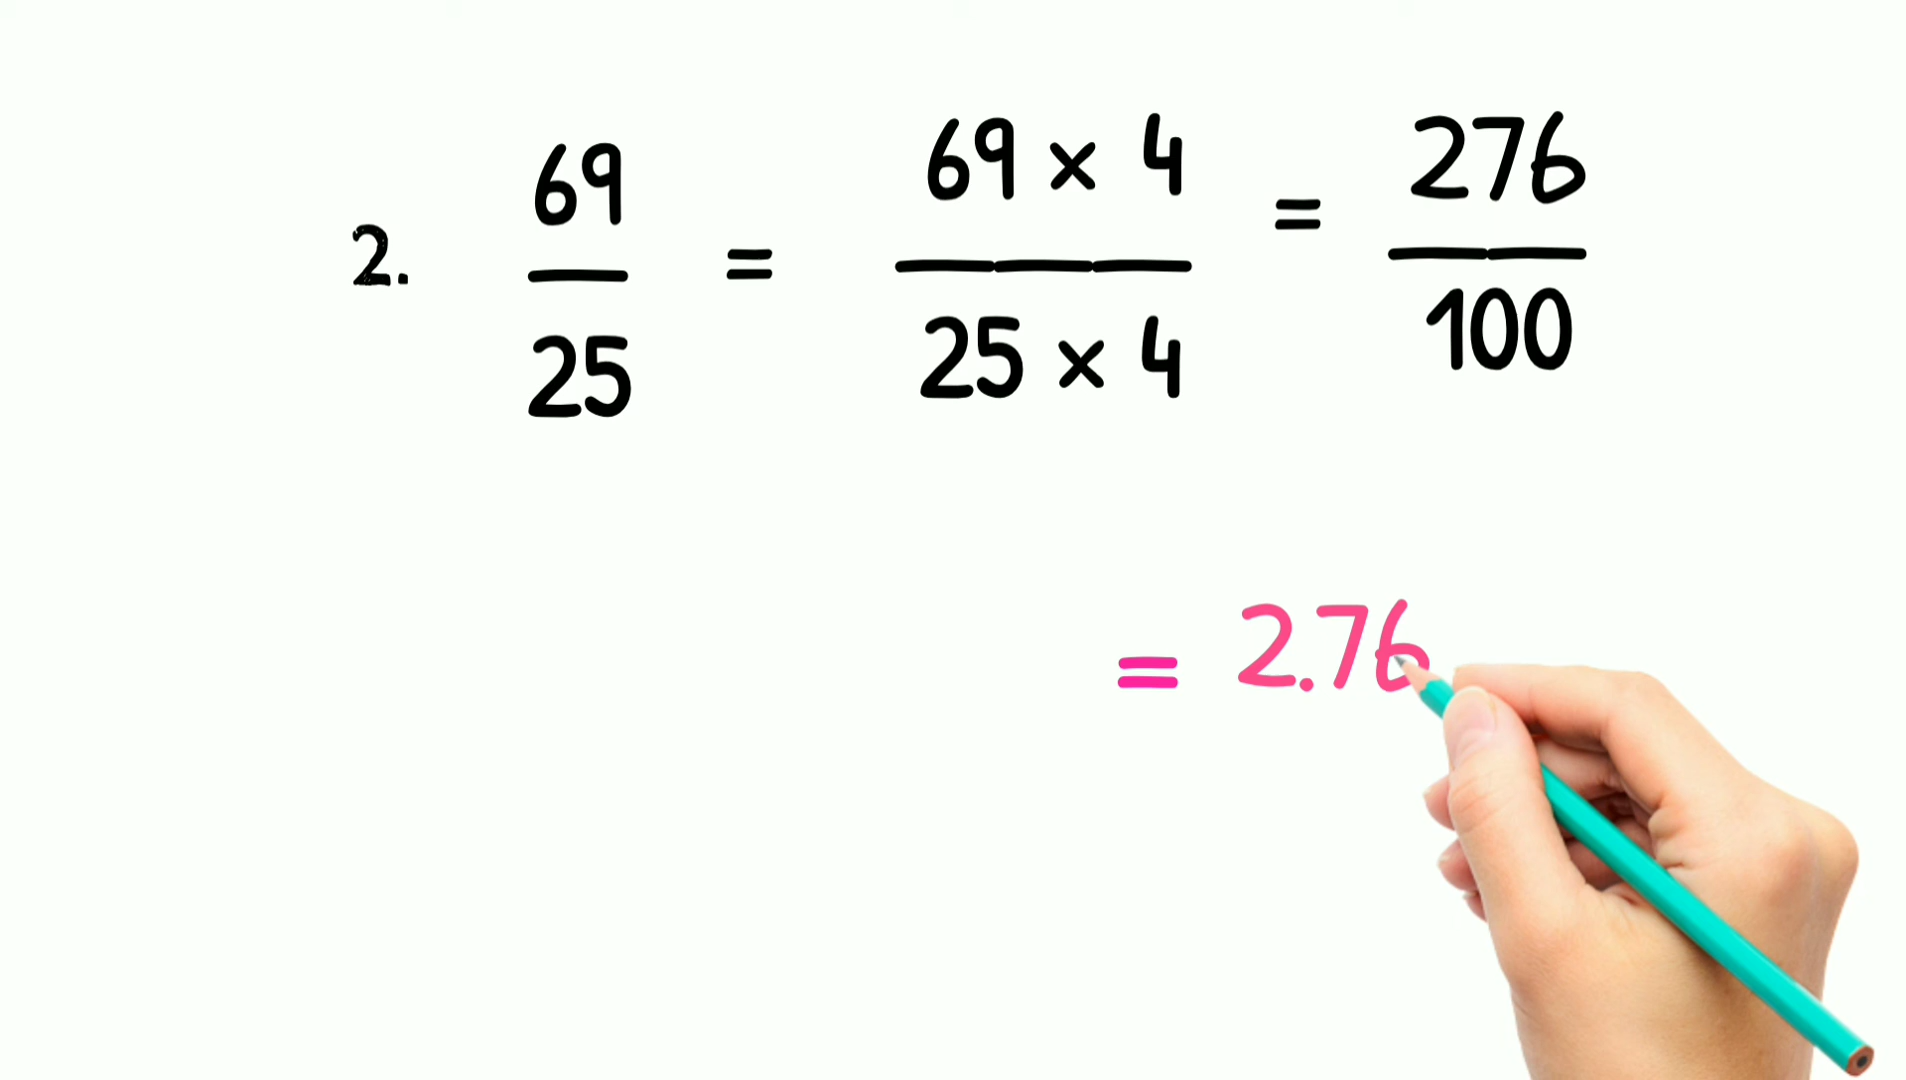 2. 69/25 = 69 × 4/25 × 4 = 276/100
= 2.76